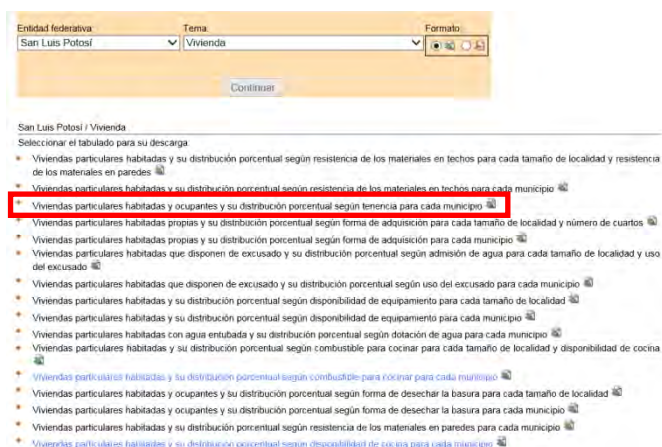 Entidad federativa: Tema: Formato:
San Luis Potosí Vivienda
Continuar
San Luis Potosí / Vivienda
Seleccionar el tabulado para su descarga:
Viviendas particulares habitadas y su distribución porcentual según resistencia de los materiales en techos para cada tamaño de localidad y resistencia
de los materiales en paredes
Viviendas particulares habitadas y su distribución porcentual según resistencia de los materiales en techos para cada municipio
Viviendas particulares habitadas y ocupantes y su distribución porcentual según tenencia para cada municipio
Viviendas particulares habitadas propias y su distribución porcentual según forma de adquisición para cada tamaño de localidad y número de cuartos
Viviendas particulares habitadas propias y su distribución porcentual según forma de adquisición para cada municipio
Viviendas particulares habitadas que disponen de excusado y su distribución porcentual según admisión de agua para cada tamaño de localidad y uso
del excusado
Viviendas particulares habitadas que disponen de excusado y su distribución porcentual según uso del excusado para cada municipio
Viviendas particulares habitadas y su distribución porcentual según disponibilidad de equipamiento para cada tamaño de localidad
Viviendas particulares habitadas y su distribución porcentual según disponibilidad de equipamiento para cada municipio
Viviendas particulares habitadas con agua entubada y su distribución porcentual según dotación de agua para cada municipio
Viviendas particulares habitadas y su distribución porcentual según combustible para cocinar para cada tamaño de localidad y disponibilidad de cocina
Viviendas particulares habitadas y su distribución porcentual según combustible para cocinar para cada municipio
Viviendas particulares habitadas y ocupantes y su distribución porcentual según forma de desechar la basura para cada tamaño de localidad
Viviendas particulares habitadas y ocupantes y su distribución porcentual según forma de desechar la basura para cada municipio
Viviendas particulares habitadas y su distribución porcentual según resistencia de los materiales en paredes para cada municipio
Viviendas particulares habitadas y su distribución porcentual según disponibilidad de cocina para cada municipio